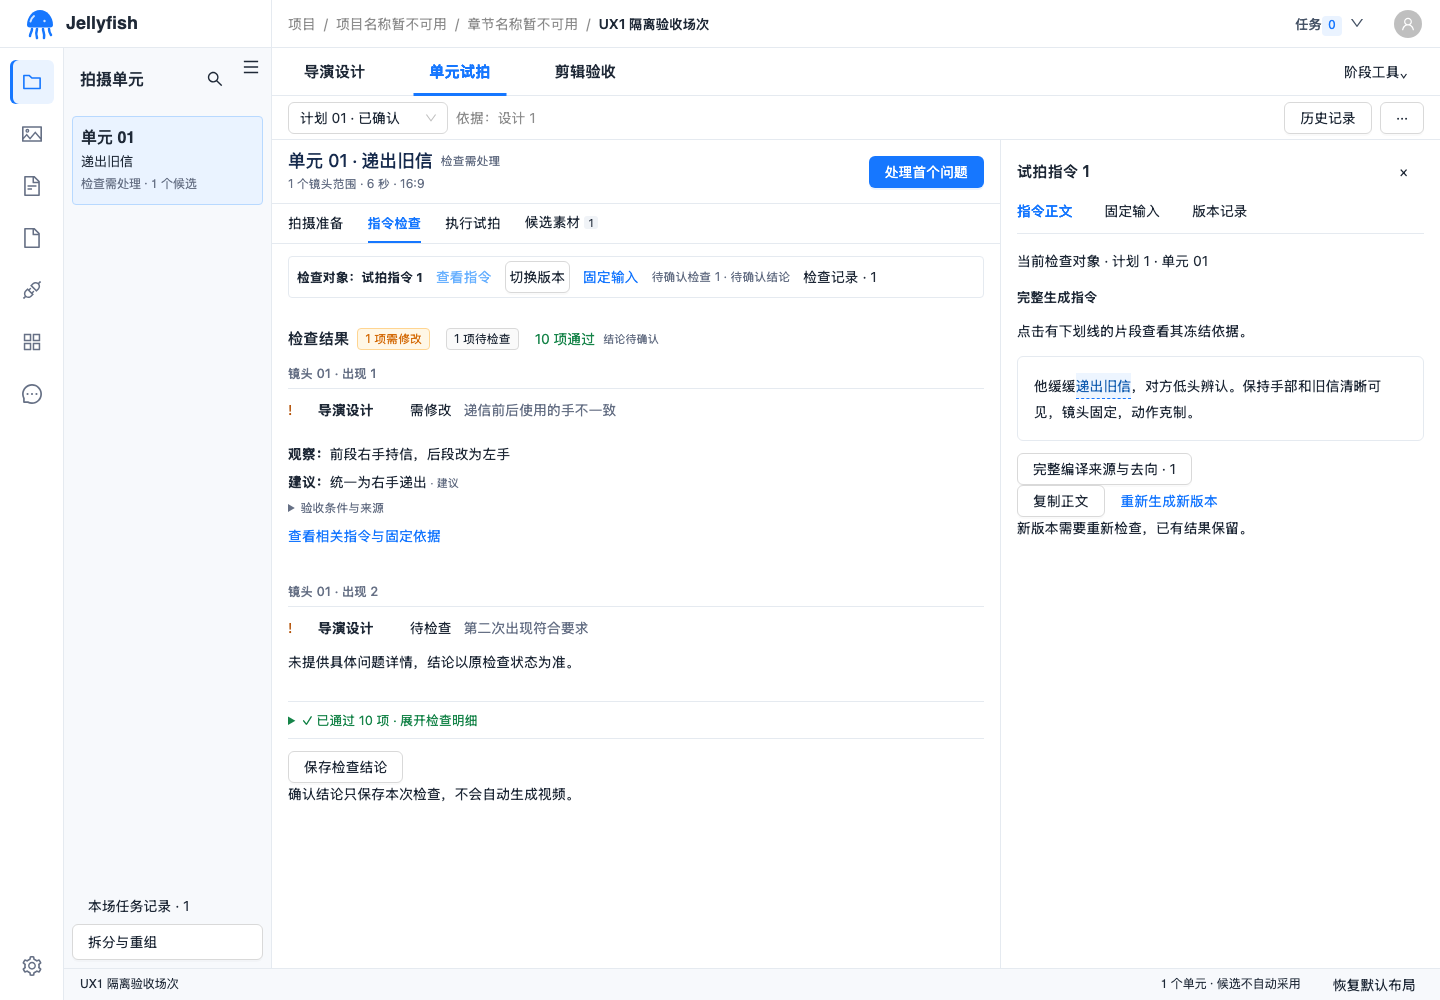 Jellyfish
项目 / 项目名称暂不可用 / 章节名称暂不可用 / UX1 隔离验收场次
任务 0
拍摄单元
导演设计 单元试拍 剪辑验收
阶段工具
计划 01 · 已确认 依据：设计 1
历史记录 ...
单元 01
递出旧信
检查需处理 · 1 个候选
单元 01 · 递出旧信 检查需处理
1 个镜头范围 · 6 秒 · 16:9
处理首个问题
拍摄准备 指令检查 执行试拍 候选素材 1
检查对象：试拍指令 1 查看指令 切换版本 固定输入 待确认检查 1 · 待确认结论 检查记录 · 1
检查结果 1 项需修改 1 项待检查 10 项通过 结论待确认
镜头 01 · 出现 1
! 导演设计 需修改 递信前后使用的手不一致
观察：前段右手持信，后段改为左手
建议：统一为右手递出 · 建议
验收条件与来源
查看相关指令与固定依据
镜头 01 · 出现 2
! 导演设计 待检查 第二次出现符合要求
未提供具体问题详情，结论以原检查状态为准。
✓ 已通过 10 项 · 展开检查明细
保存检查结论
确认结论只保存本次检查，不会自动生成视频。
试拍指令 1 ×
指令正文 固定输入 版本记录
当前检查对象 · 计划 1 · 单元 01
完整生成指令
点击有下划线的片段查看其冻结依据。
他缓缓递出旧信，对方低头辨认。保持手部和旧信清晰可
见，镜头固定，动作克制。
完整编译来源与去向 · 1
复制正文 重新生成新版本
新版本需要重新检查，已有结果保留。
本场任务记录 · 1
拆分与重组
UX1 隔离验收场次
1 个单元 · 候选不自动采用 恢复默认布局